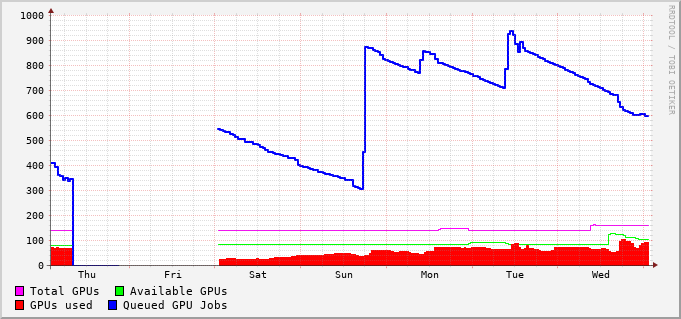 1000
900
800
700
600
500
400
300
200
100
0
Thu Fri Sat Sun Mon Tue Wed
Total GPUs Available GPUs
GPUs used Queued GPU Jobs
RRDTOOL / TOBI OETIKER